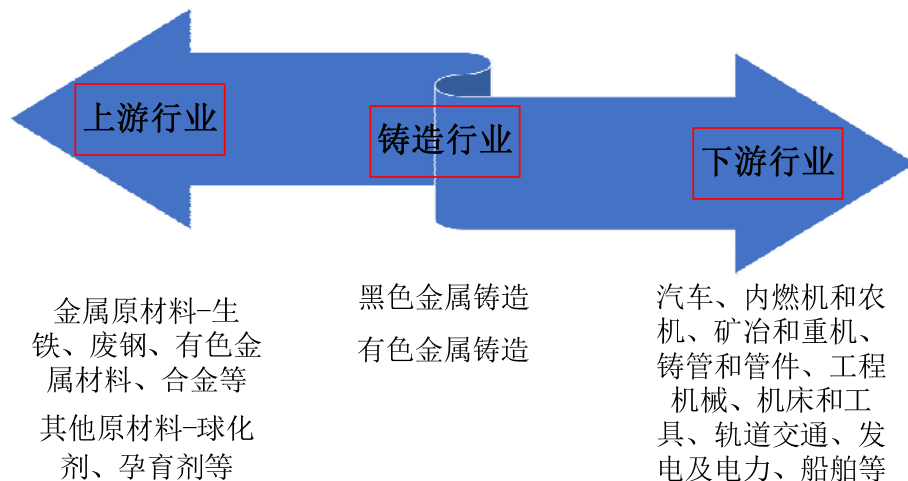 上游行业
铸造行业
下游行业
金属原材料-生
铁、废钢、有色金
属材料、合金等
其他原材料-球化
剂、孕育剂等
黑色金属铸造
有色金属铸造
汽车、内燃机和农
机、矿冶和重机、
铸管和管件、工程
机械、机床和工
具、轨道交通、发
电及电力、船舶等